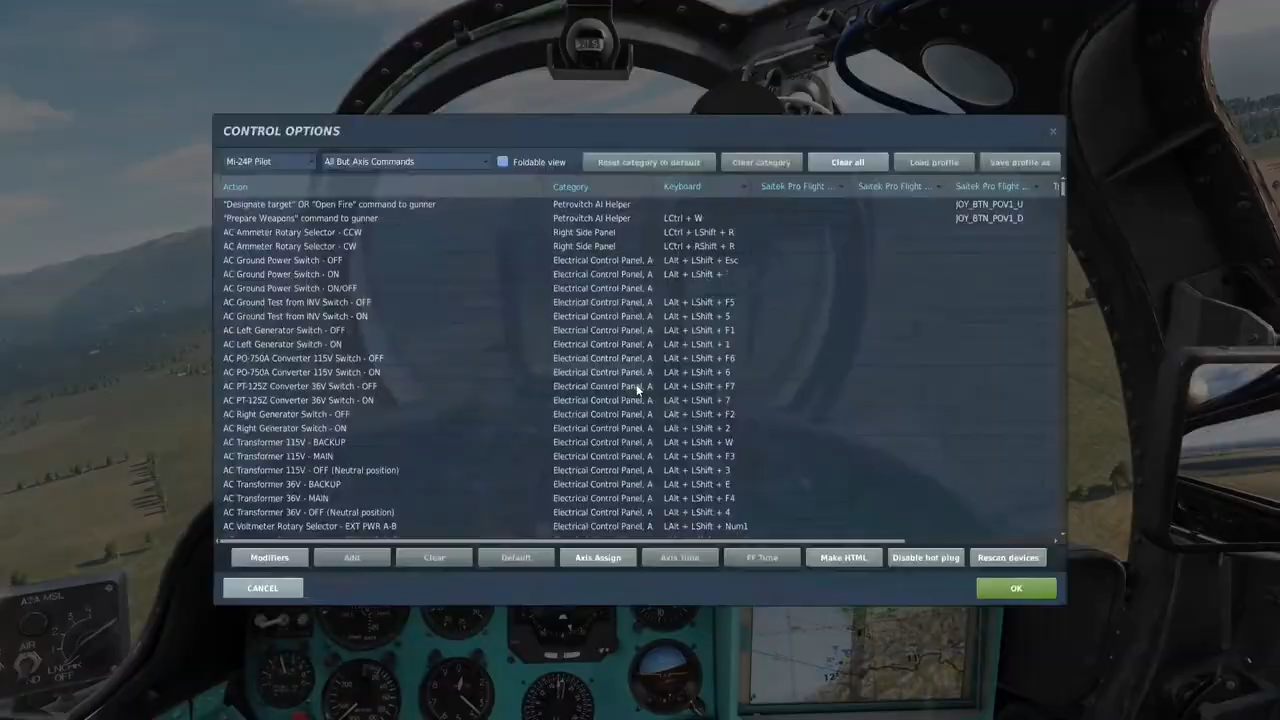 CONTROL OPTIONS
Mi-24P Pilot All But Axis Commands Foldable view Reset category to default Clear category Clear all Load profile Save profile as
Action Category Keyboard Saitek Pro Flight ... Saitek Pro Flight ... Saitek Pro Flight ...
"Designate target" OR "Open Fire" command to gunner Petrovitch AI Helper JOY_BTN_POV1_U
"Prepare Weapons" command to gunner Petrovitch AI Helper LCtrl + W JOY_BTN_POV1_D
AC Ammeter Rotary Selector - CCW Right Side Panel LCtrl + LShift + R
AC Ammeter Rotary Selector - CW Right Side Panel LCtrl + RShift + R
AC Ground Power Switch - OFF Electrical Control Panel, A LAlt + LShift + Esc
AC Ground Power Switch - ON Electrical Control Panel, A LAlt + LShift + `
AC Ground Power Switch - ON/OFF Electrical Control Panel, A
AC Ground Test from INV Switch - OFF Electrical Control Panel, A LAlt + LShift + F5
AC Ground Test from INV Switch - ON Electrical Control Panel, A LAlt + LShift + 5
AC Left Generator Switch - OFF Electrical Control Panel, A LAlt + LShift + F1
AC Left Generator Switch - ON Electrical Control Panel, A LAlt + LShift + 1
AC PO-750A Converter 115V Switch - OFF Electrical Control Panel, A LAlt + LShift + F6
AC PO-750A Converter 115V Switch - ON Electrical Control Panel, A LAlt + LShift + 6
AC PT-125Z Converter 36V Switch - OFF Electrical Control Panel, A LAlt + LShift + F7
AC PT-125Z Converter 36V Switch - ON Electrical Control Panel, A LAlt + LShift + 7
AC Right Generator Switch - OFF Electrical Control Panel, A LAlt + LShift + F2
AC Right Generator Switch - ON Electrical Control Panel, A LAlt + LShift + 2
AC Transformer 115V - BACKUP Electrical Control Panel, A LAlt + LShift + W
AC Transformer 115V - MAIN Electrical Control Panel, A LAlt + LShift + F3
AC Transformer 115V - OFF (Neutral position) Electrical Control Panel, A LAlt + LShift + 3
AC Transformer 36V - BACKUP Electrical Control Panel, A LAlt + LShift + E
AC Transformer 36V - MAIN Electrical Control Panel, A LAlt + LShift + F4
AC Transformer 36V - OFF (Neutral position) Electrical Control Panel, A LAlt + LShift + 4
AC Voltmeter Rotary Selector - EXT PWR A-B Electrical Control Panel, A LAlt + LShift + Num1
Modifiers Add Clear Default Axis Assign Axis Tune FF Tune Make HTML Disable hot plug Rescan devices
CANCEL OK
AIR
OFF